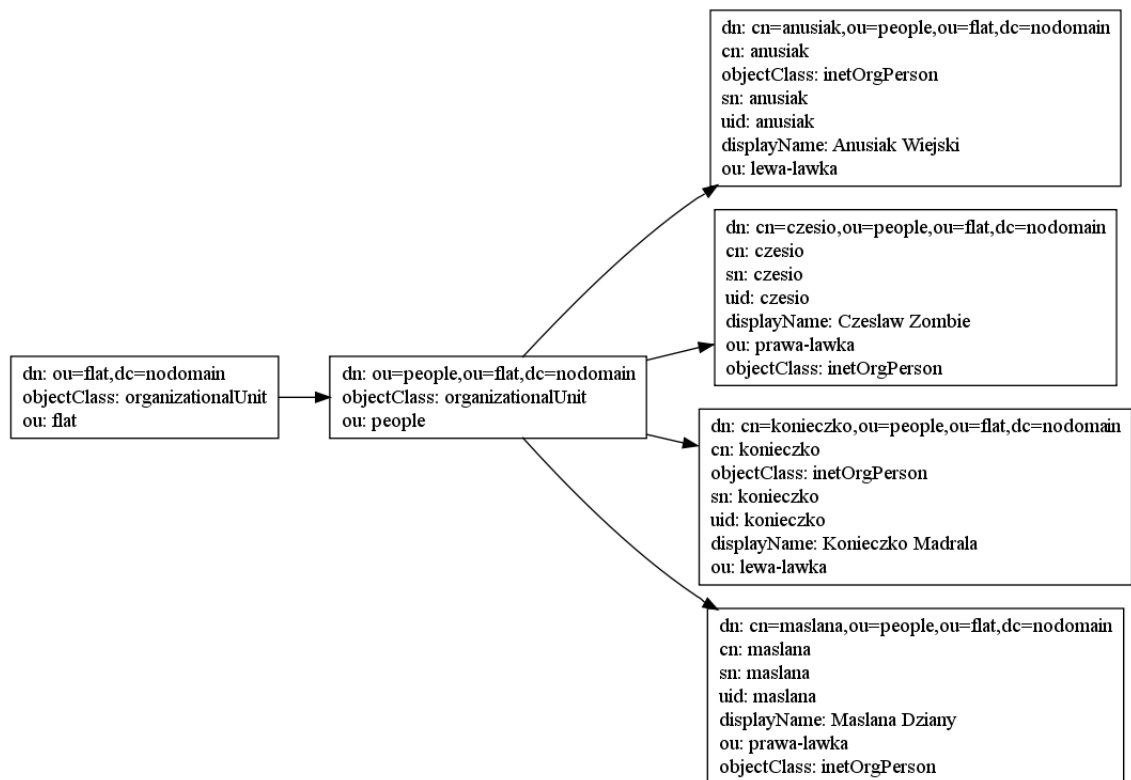 dn: ou=flat,dc=nodomain
objectClass: organizationalUnit
ou: flat
dn: ou=people,ou=flat,dc=nodomain
objectClass: organizationalUnit
ou: people
dn: cn=anusiak,ou=people,ou=flat,dc=nodomain
cn: anusiak
objectClass: inetOrgPerson
sn: anusiak
uid: anusiak
displayName: Anusiak Wiejski
ou: lewa-lawka
dn: cn=czesio,ou=people,ou=flat,dc=nodomain
cn: czesio
sn: czesio
uid: czesio
displayName: Czeslaw Zombie
ou: prawa-lawka
objectClass: inetOrgPerson
dn: cn=konieczko,ou=people,ou=flat,dc=nodomain
cn: konieczko
objectClass: inetOrgPerson
sn: konieczko
uid: konieczko
displayName: Konieczko Madrala
ou: lewa-lawka
dn: cn=maslana,ou=people,ou=flat,dc=nodomain
cn: maslana
sn: maslana
uid: maslana
displayName: Maslana Dziany
ou: prawa-lawka
objectClass: inetOrgPerson